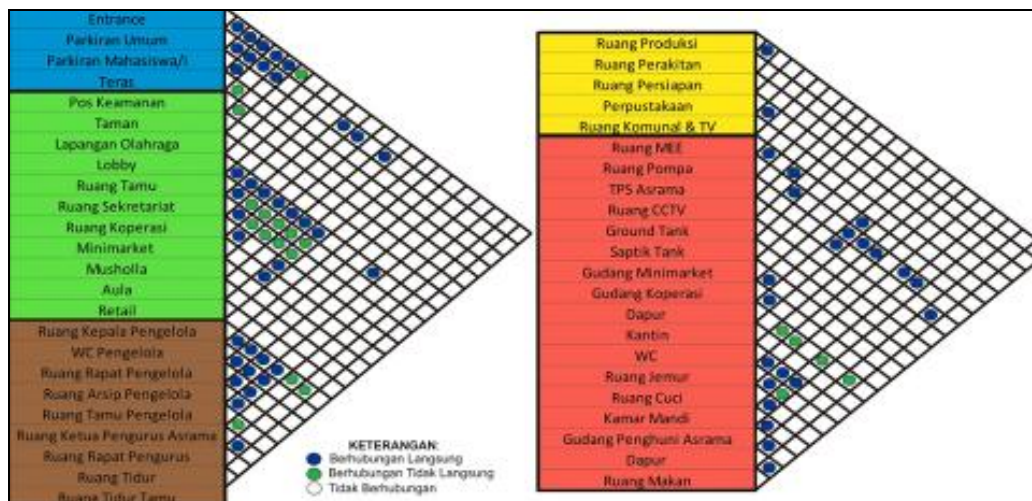 Entrance
Parkiran Umum
Parkiran Mahasiswa/I
Teras
Pos Keamanan
Taman
Lapangan Olahraga
Lobby
Ruang Tamu
Ruang Sekretariat
Ruang Koperasi
Minimarket
Musholla
Aula
Retail
Ruang Kepala Pengelola
WC Pengelola
Ruang Rapat Pengelola
Ruang Arsip Pengelola
Ruang Tamu Pengelola
Ruang Ketua Pengurus Asrama
Ruang Rapat Pengurus
Ruang Tidur
Ruang Tidur Tamu
KETERANGAN:
Berhubungan Langsung
Berhubungan Tidak Langsung
Tidak Berhubungan
Ruang Produksi
Ruang Perakitan
Ruang Persiapan
Perpustakaan
Ruang Komunal & TV
Ruang MEE
Ruang Pompa
TPS Asrama
Ruang CCTV
Ground Tank
Saptik Tank
Gudang Minimarket
Gudang Koperasi
Dapur
Kantin
WC
Ruang Jemur
Ruang Cuci
Kamar Mandi
Gudang Penghuni Asrama
Dapur
Ruang Makan